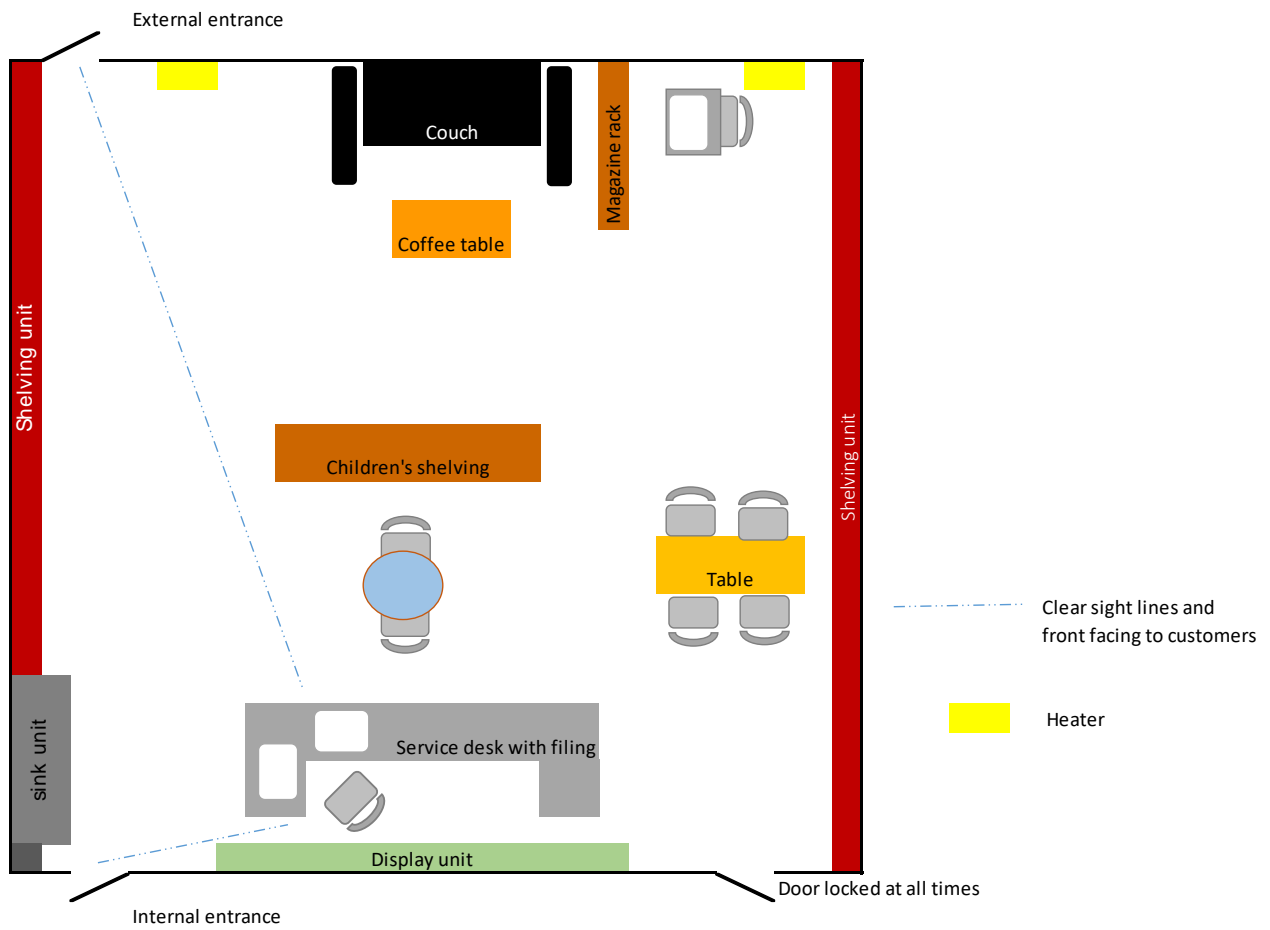 External entrance
Couch
Magazine rack
Coffee table
Shelving unit
Children's shelving
Shelving unit
Table
Clear sight lines and
front facing to customers
Heater
sink unit
Service desk with filing
Display unit
Door locked at all times
Internal entrance